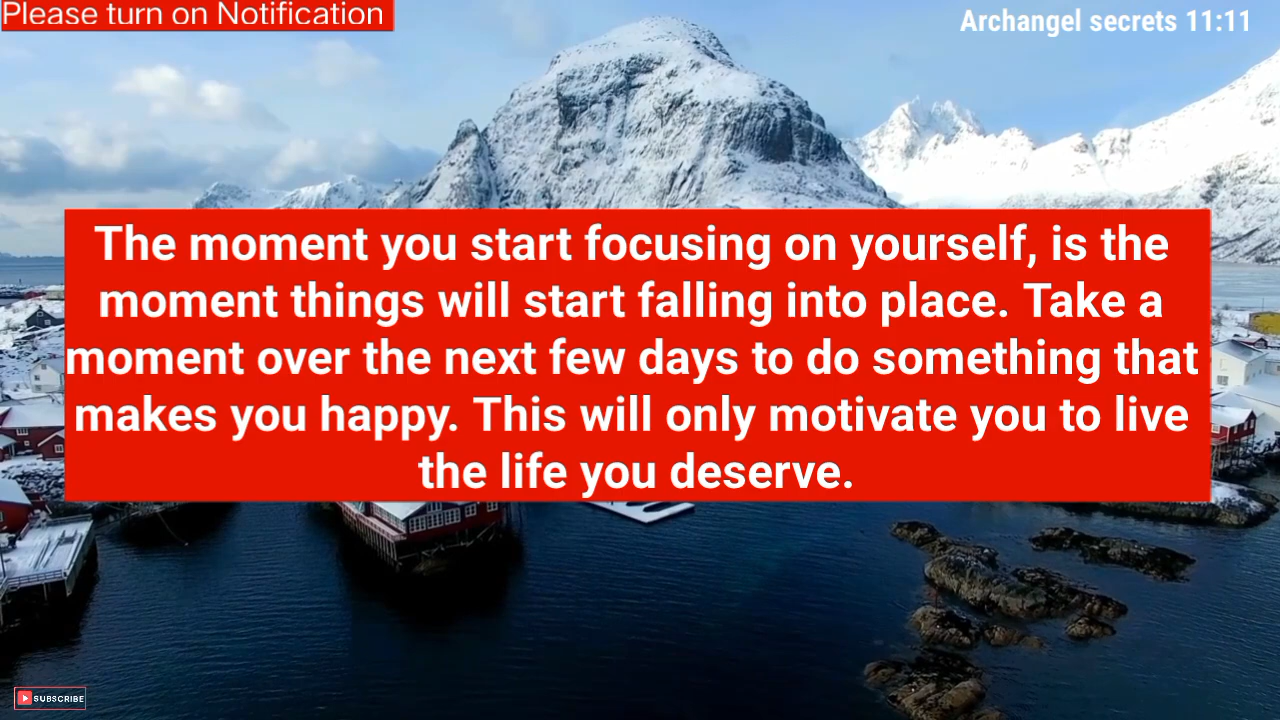 Please turn on Notification
Archangel secrets 11:11
The moment you start focusing on yourself, is the
moment things will start falling into place. Take a
moment over the next few days to do something that
makes you happy. This will only motivate you to live
the life you deserve.
SUBSCRIBE